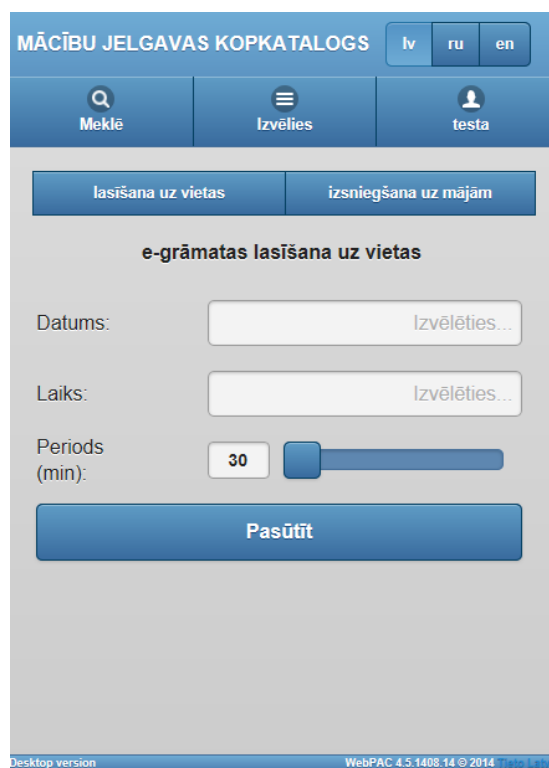 MĀCĪBU JELGAVAS KOPKATALOGS lv ru en
Meklē Izvēlies testa
lasīšana uz vietas izsniegšana uz mājām
e-grāmatas lasīšana uz vietas
Datums: Izvēlēties...
Laiks: Izvēlēties...
Periods
(min): 30
Pasūtīt
Desktop version WebPAC 4.5.1408.14 © 2014 Tieto